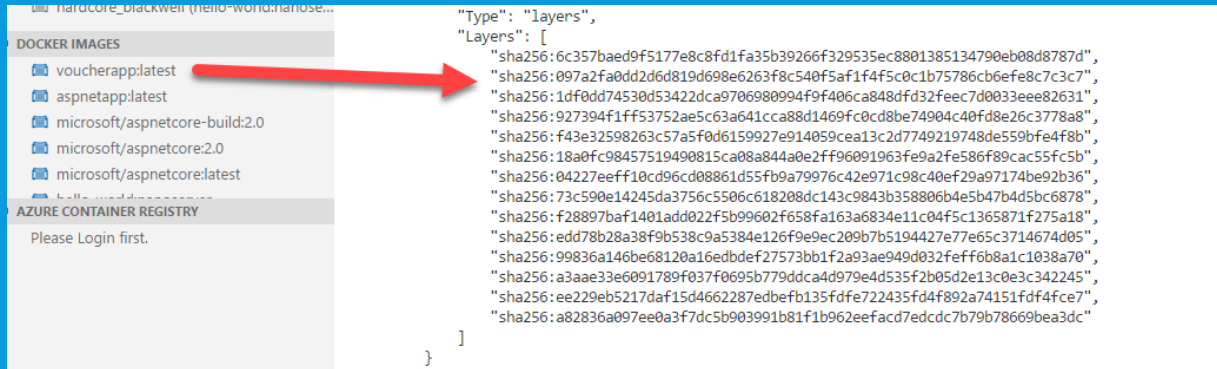 hardcore_blackwell (hello-world:nanose...
DOCKER IMAGES
voucherapp:latest
aspnetapp:latest
microsoft/aspnetcore-build:2.0
microsoft/aspnetcore:2.0
microsoft/aspnetcore:latest
hello-world:nanoserver
AZURE CONTAINER REGISTRY
Please Login first.
"Type": "layers",
"Layers": [
"sha256:6c357baed9f5177e8c8fd1fa35b39266f329535ec8801385134790eb08d8787d",
"sha256:097a2fa0dd2d6d819d698e6263f8c540f5af1f4f5c0c1b75786cb6efe8c7c3c7",
"sha256:1df0dd74530d53422dca9706980994f9f406ca848dfd32feec7d0033eee82631",
"sha256:927394f1ff53752ae5c63a641cca88d1469fc0cd8be74904c40fd8e26c3778a8",
"sha256:f43e32598263c57a5f0d6159927e914059cea13c2d7749219748de559bfe4f8b",
"sha256:18a0fc98457519490815ca08a844a0e2ff96091963fe9a2fe586f89cac55fc5b",
"sha256:04227eeff10cd96cd08861d55fb9a79976c42e971c98c40ef29a97174be92b36",
"sha256:73c590e14245da3756c5506c618208dc143c9843b358806b4e5b47b4d5bc6878",
"sha256:f28897baf1401add022f5b99602f658fa163a6834e11c04f5c1365871f275a18",
"sha256:edd78b28a38f9b538c9a5384e126f9e9ec209b7b5194427e77e65c3714674d05",
"sha256:99836a146be68120a16edbdef27573bb1f2a93ae949d032feff6b8a1c1038a70",
"sha256:a3aae33e6091789f037f0695b779ddca4d979e4d535f2b05d2e13c0e3c342245",
"sha256:ee229eb5217daf15d4662287edbefb135fdfe722435fd4f892a74151fdf4fce7",
"sha256:a82836a097ee0a3f7dc5b903991b81f1b962eefacd7edcdc7b79b78669bea3dc"
]
}